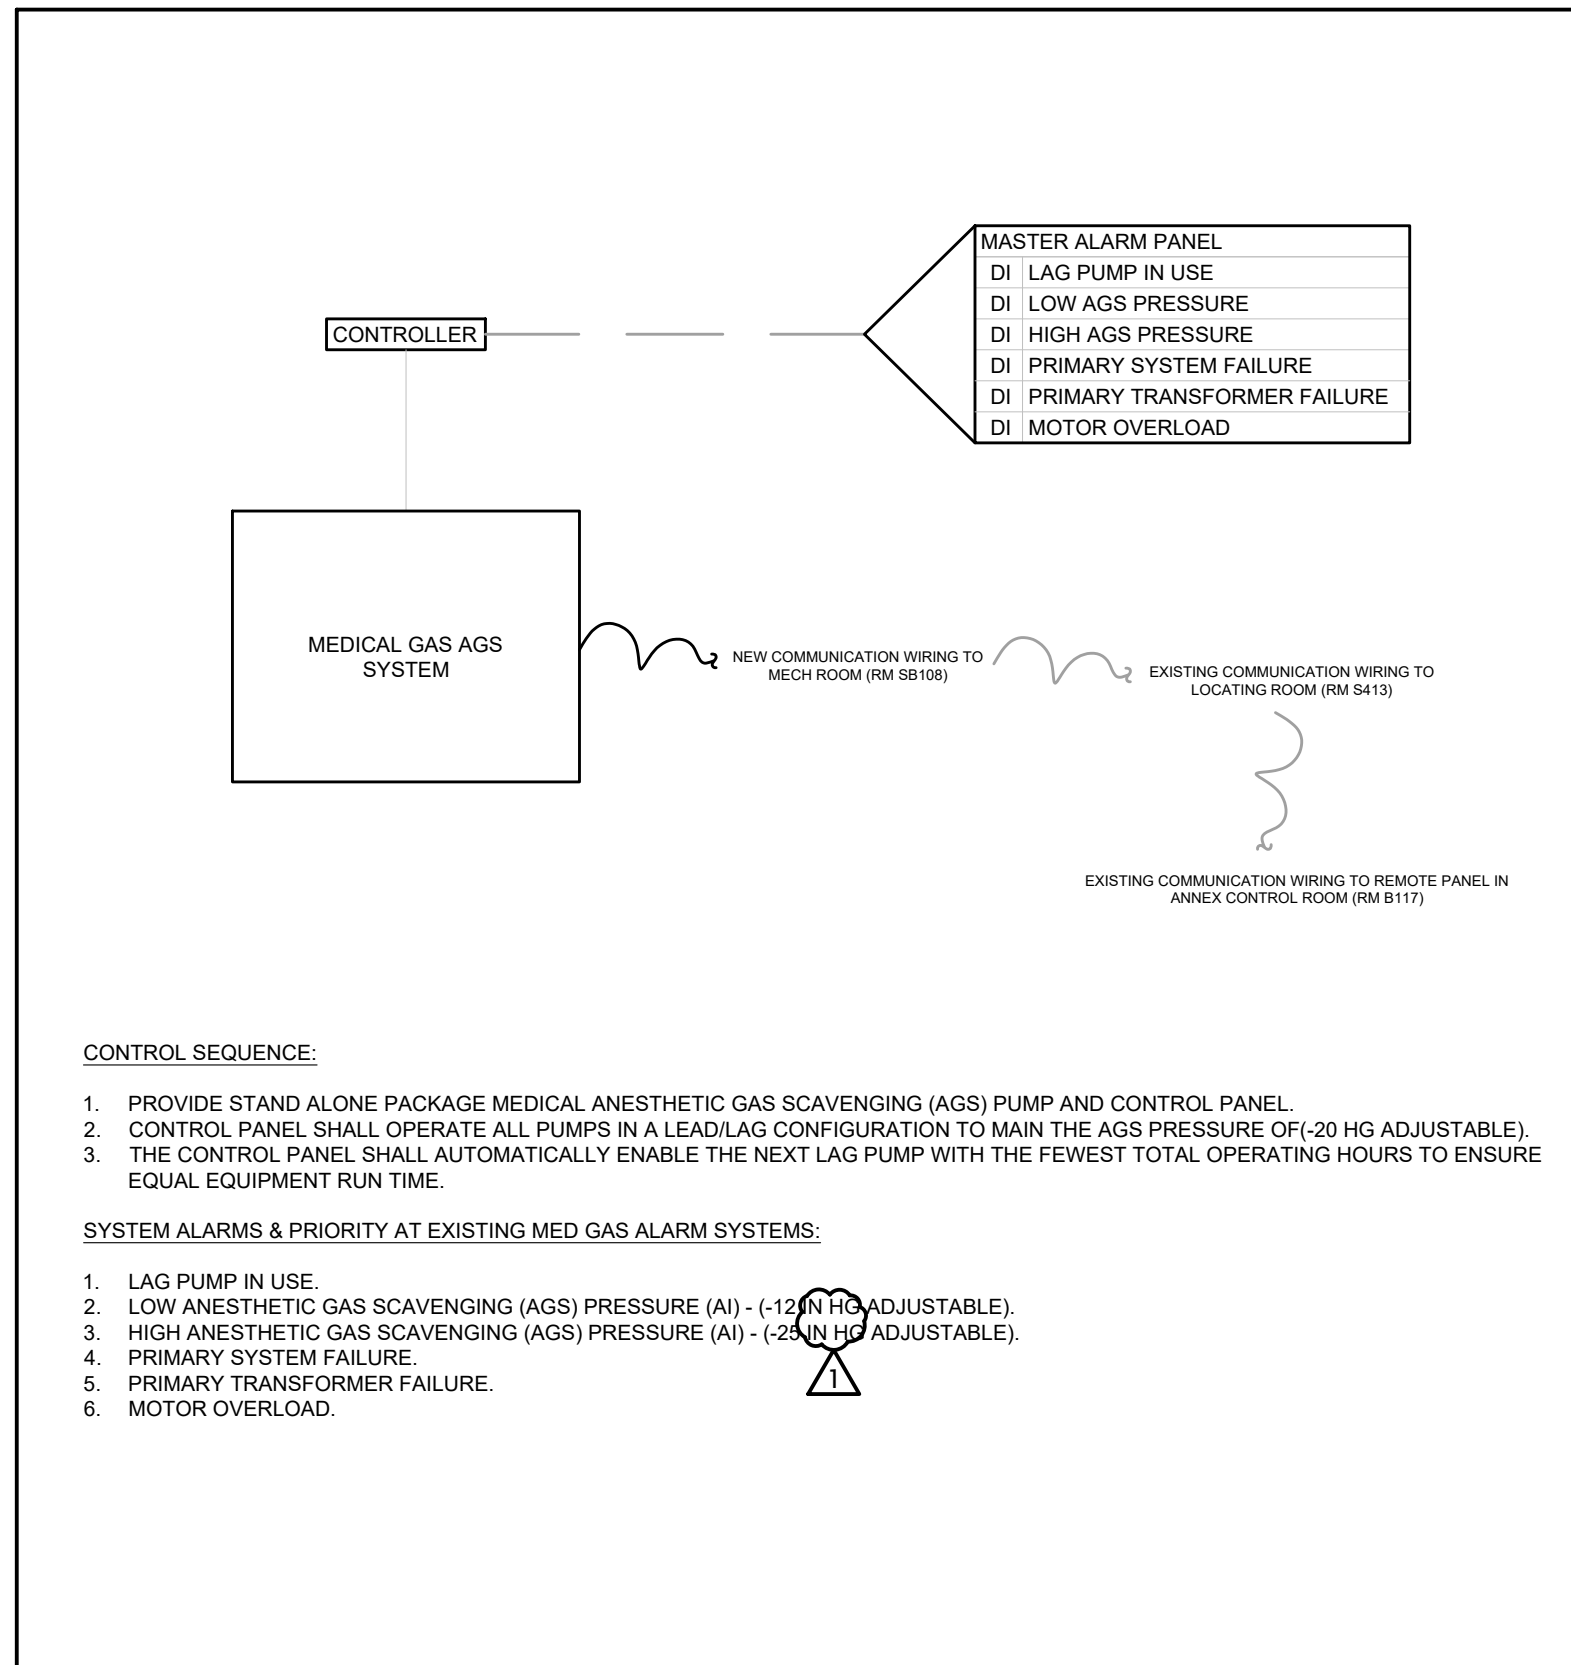 MASTER ALARM PANEL
DI LAG PUMP IN USE
DI LOW AGS PRESSURE
DI HIGH AGS PRESSURE
DI PRIMARY SYSTEM FAILURE
DI PRIMARY TRANSFORMER FAILURE
DI MOTOR OVERLOAD
CONTROLLER
MEDICAL GAS AGS
SYSTEM
NEW COMMUNICATION WIRING TO
MECH ROOM (RM SB108)
EXISTING COMMUNICATION WIRING TO
LOCATING ROOM (RM S413)
EXISTING COMMUNICATION WIRING TO REMOTE PANEL IN
ANNEX CONTROL ROOM (RM B117)
CONTROL SEQUENCE:
1. PROVIDE STAND ALONE PACKAGE MEDICAL ANESTHETIC GAS SCAVENGING (AGS) PUMP AND CONTROL PANEL.
2. CONTROL PANEL SHALL OPERATE ALL PUMPS IN A LEAD/LAG CONFIGURATION TO MAIN THE AGS PRESSURE OF(-20 HG ADJUSTABLE).
3. THE CONTROL PANEL SHALL AUTOMATICALLY ENABLE THE NEXT LAG PUMP WITH THE FEWEST TOTAL OPERATING HOURS TO ENSURE
EQUAL EQUIPMENT RUN TIME.
SYSTEM ALARMS & PRIORITY AT EXISTING MED GAS ALARM SYSTEMS:
1. LAG PUMP IN USE.
2. LOW ANESTHETIC GAS SCAVENGING (AGS) PRESSURE (AI) - (-12 IN HG ADJUSTABLE).
3. HIGH ANESTHETIC GAS SCAVENGING (AGS) PRESSURE (AI) - (-25 IN HG ADJUSTABLE).
4. PRIMARY SYSTEM FAILURE.
5. PRIMARY TRANSFORMER FAILURE.
6. MOTOR OVERLOAD.
1